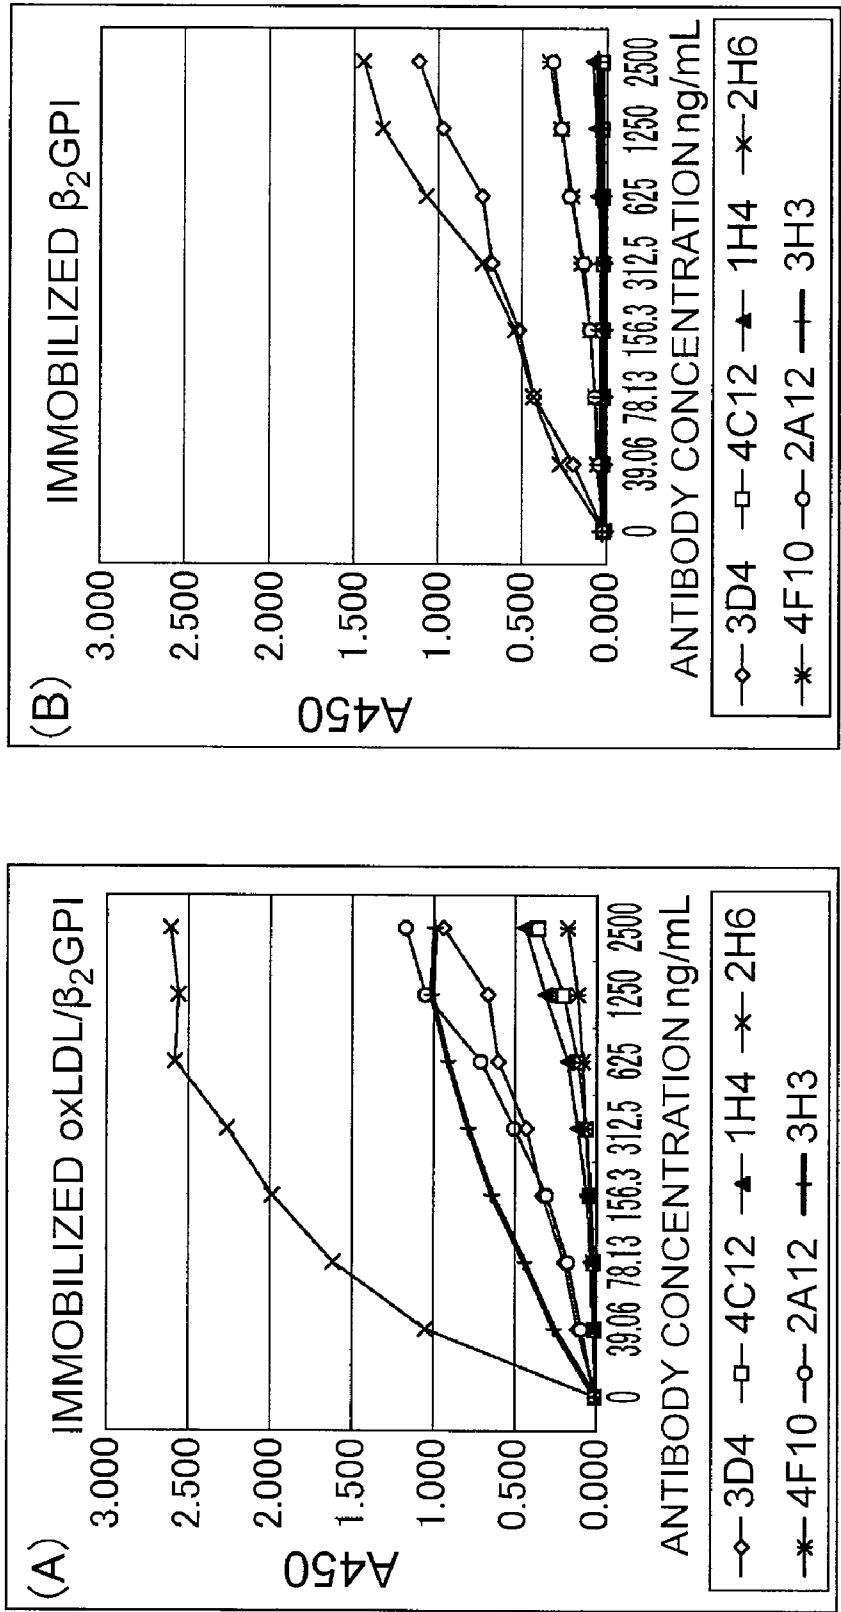 (A)
IMMOBILIZED oxLDL/β₂GPI
3.000
2.500
2.000
1.500
1.000
0.500
0.000
A450
0 39.06 78.13 156.3 312.5 625 1250 2500
ANTIBODY CONCENTRATION ng/mL
3D4 4C12 1H4 2H6
4F10 2A12 3H3
(B)
IMMOBILIZED β₂GPI
3.000
2.500
2.000
1.500
1.000
0.500
0.000
A450
0 39.06 78.13 156.3 312.5 625 1250 2500
ANTIBODY CONCENTRATION ng/mL
3D4 4C12 1H4 2H6
4F10 2A12 3H3